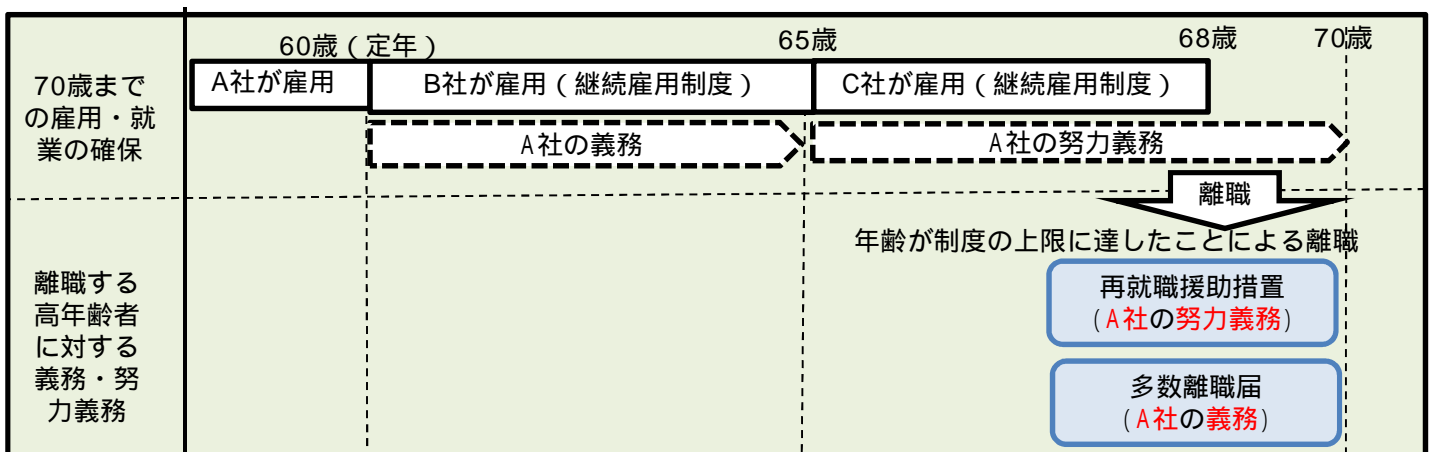 60歳（定年）
65歳
68歳
70歳
70歳まで
の雇用・就
業の確保
A社が雇用
B社が雇用（継続雇用制度）
C社が雇用（継続雇用制度）
A社の義務
A社の努力義務
離職
年齢が制度の上限に達したことによる離職
離職する
高年齢者
に対する
義務・努
力義務
再就職援助措置
(A社の努力義務)
多数離職届
(A社の義務)